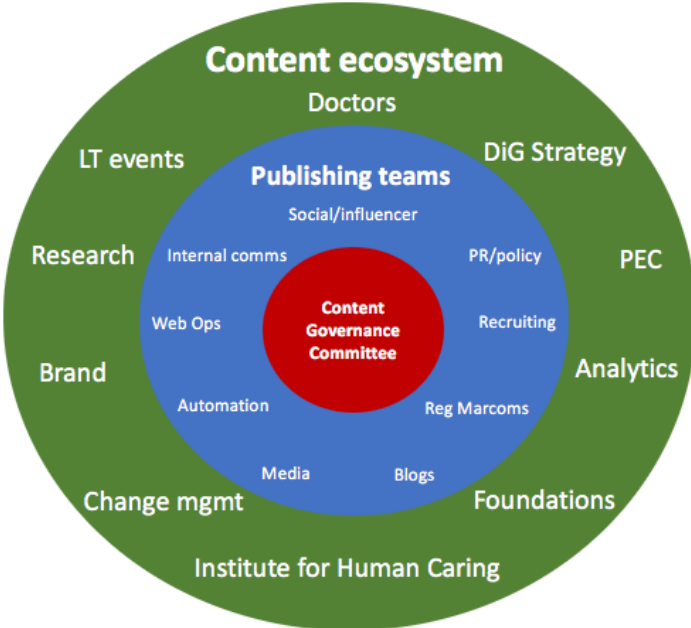 Content ecosystem
Doctors
LT events
DiG Strategy
Publishing teams
Social/influencer
Research
Internal comms
PR/policy
PEC
Content
Governance
Committee
Web Ops
Recruiting
Brand
Analytics
Automation
Reg Marcoms
Media
Blogs
Change mgmt
Foundations
Institute for Human Caring